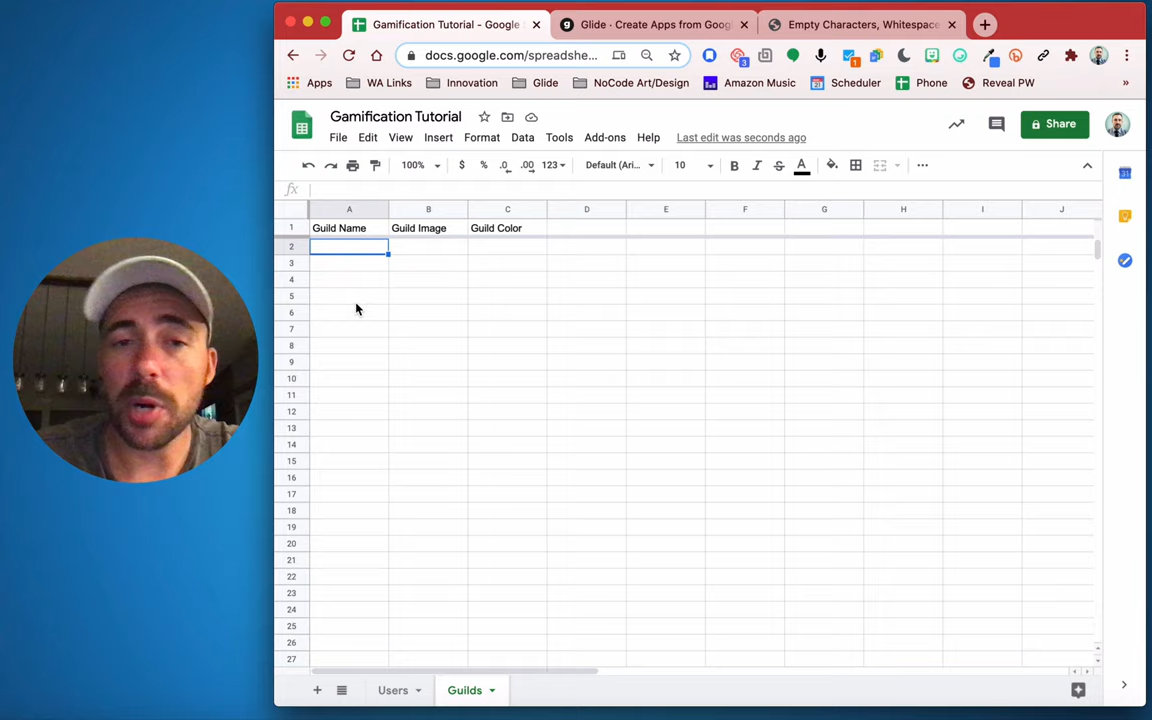 Gamification Tutorial - Google
Glide · Create Apps from Goog
Empty Characters, Whitespace
docs.google.com/spreadshe...
3
1
Apps
WA Links
Innovation
Glide
NoCode Art/Design
Amazon Music
Scheduler
Phone
Reveal PW
»
Gamification Tutorial
File Edit View Insert Format Data Tools Add-ons Help Last edit was seconds ago
Share
100% $ % .0 .00 123 Default (Ari... 10 B I S A
fx
A B C D E F G H I J
1 Guild Name Guild Image Guild Color
2
3
4
5
6
7
8
9
10
11
12
13
14
15
16
17
18
19
20
21
22
23
24
25
26
27
Users Guilds